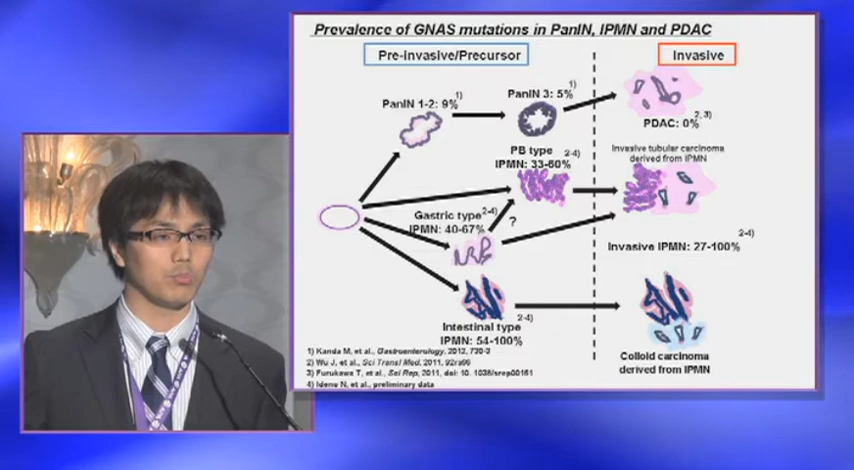 Prevalence of GNAS mutations in PanIN, IPMN and PDAC
Pre-invasive/Precursor
Invasive
PanIN 1-2: 9% 1)
PanIN 3: 5% 1)
PDAC: 0% 2, 3)
PB type
IPMN: 33-60% 2-4)
Invasive tubular carcinoma
derived from IPMN
Gastric type 2-4)
IPMN: 40-67%
?
Invasive IPMN: 27-100% 2-4)
Intestinal type 2-4)
IPMN: 54-100%
Colloid carcinoma
derived from IPMN
1) Kanda M, et al., Gastroenterology, 2012, 730-3
2) Wu J, et al., Sci Transl Med, 2011,
3) Furukawa T, et al., Sci Rep, 2011, doi: 10. 1038/srep00161
4) Ideno N, et al., preliminary data